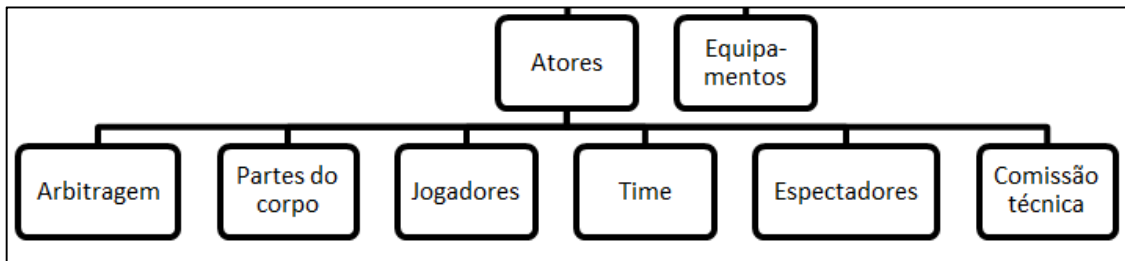 Atores
Equipa-
mentos
Arbitragem
Partes do
corpo
Jogadores
Time
Espectadores
Comissão
técnica